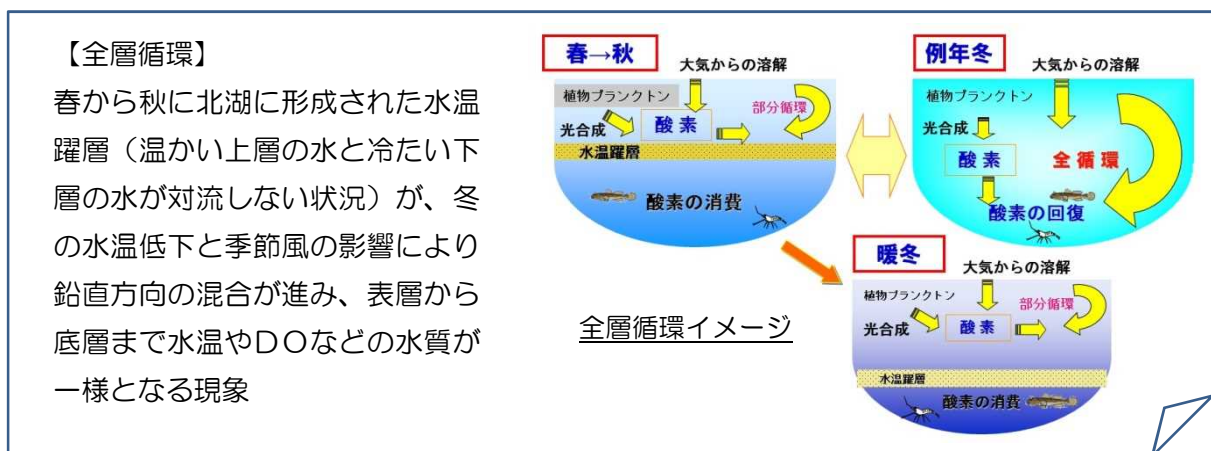 【全層循環】
春から秋に北湖に形成された水温
躍層（温かい上層の水と冷たい下
層の水が対流しない状況）が、冬
の水温低下と季節風の影響により
鉛直方向の混合が進み、表層から
底層まで水温やＤＯなどの水質が
一様となる現象
春→秋
大気からの溶解
植物プランクトン
部分循環
光合成
酸素
水温躍層
酸素の消費
例年冬
大気からの溶解
植物プランクトン
光合成
酸素
全循環
酸素の回復
暖冬
大気からの溶解
植物プランクトン
部分循環
光合成
酸素
水温躍層
酸素の消費
全層循環イメージ